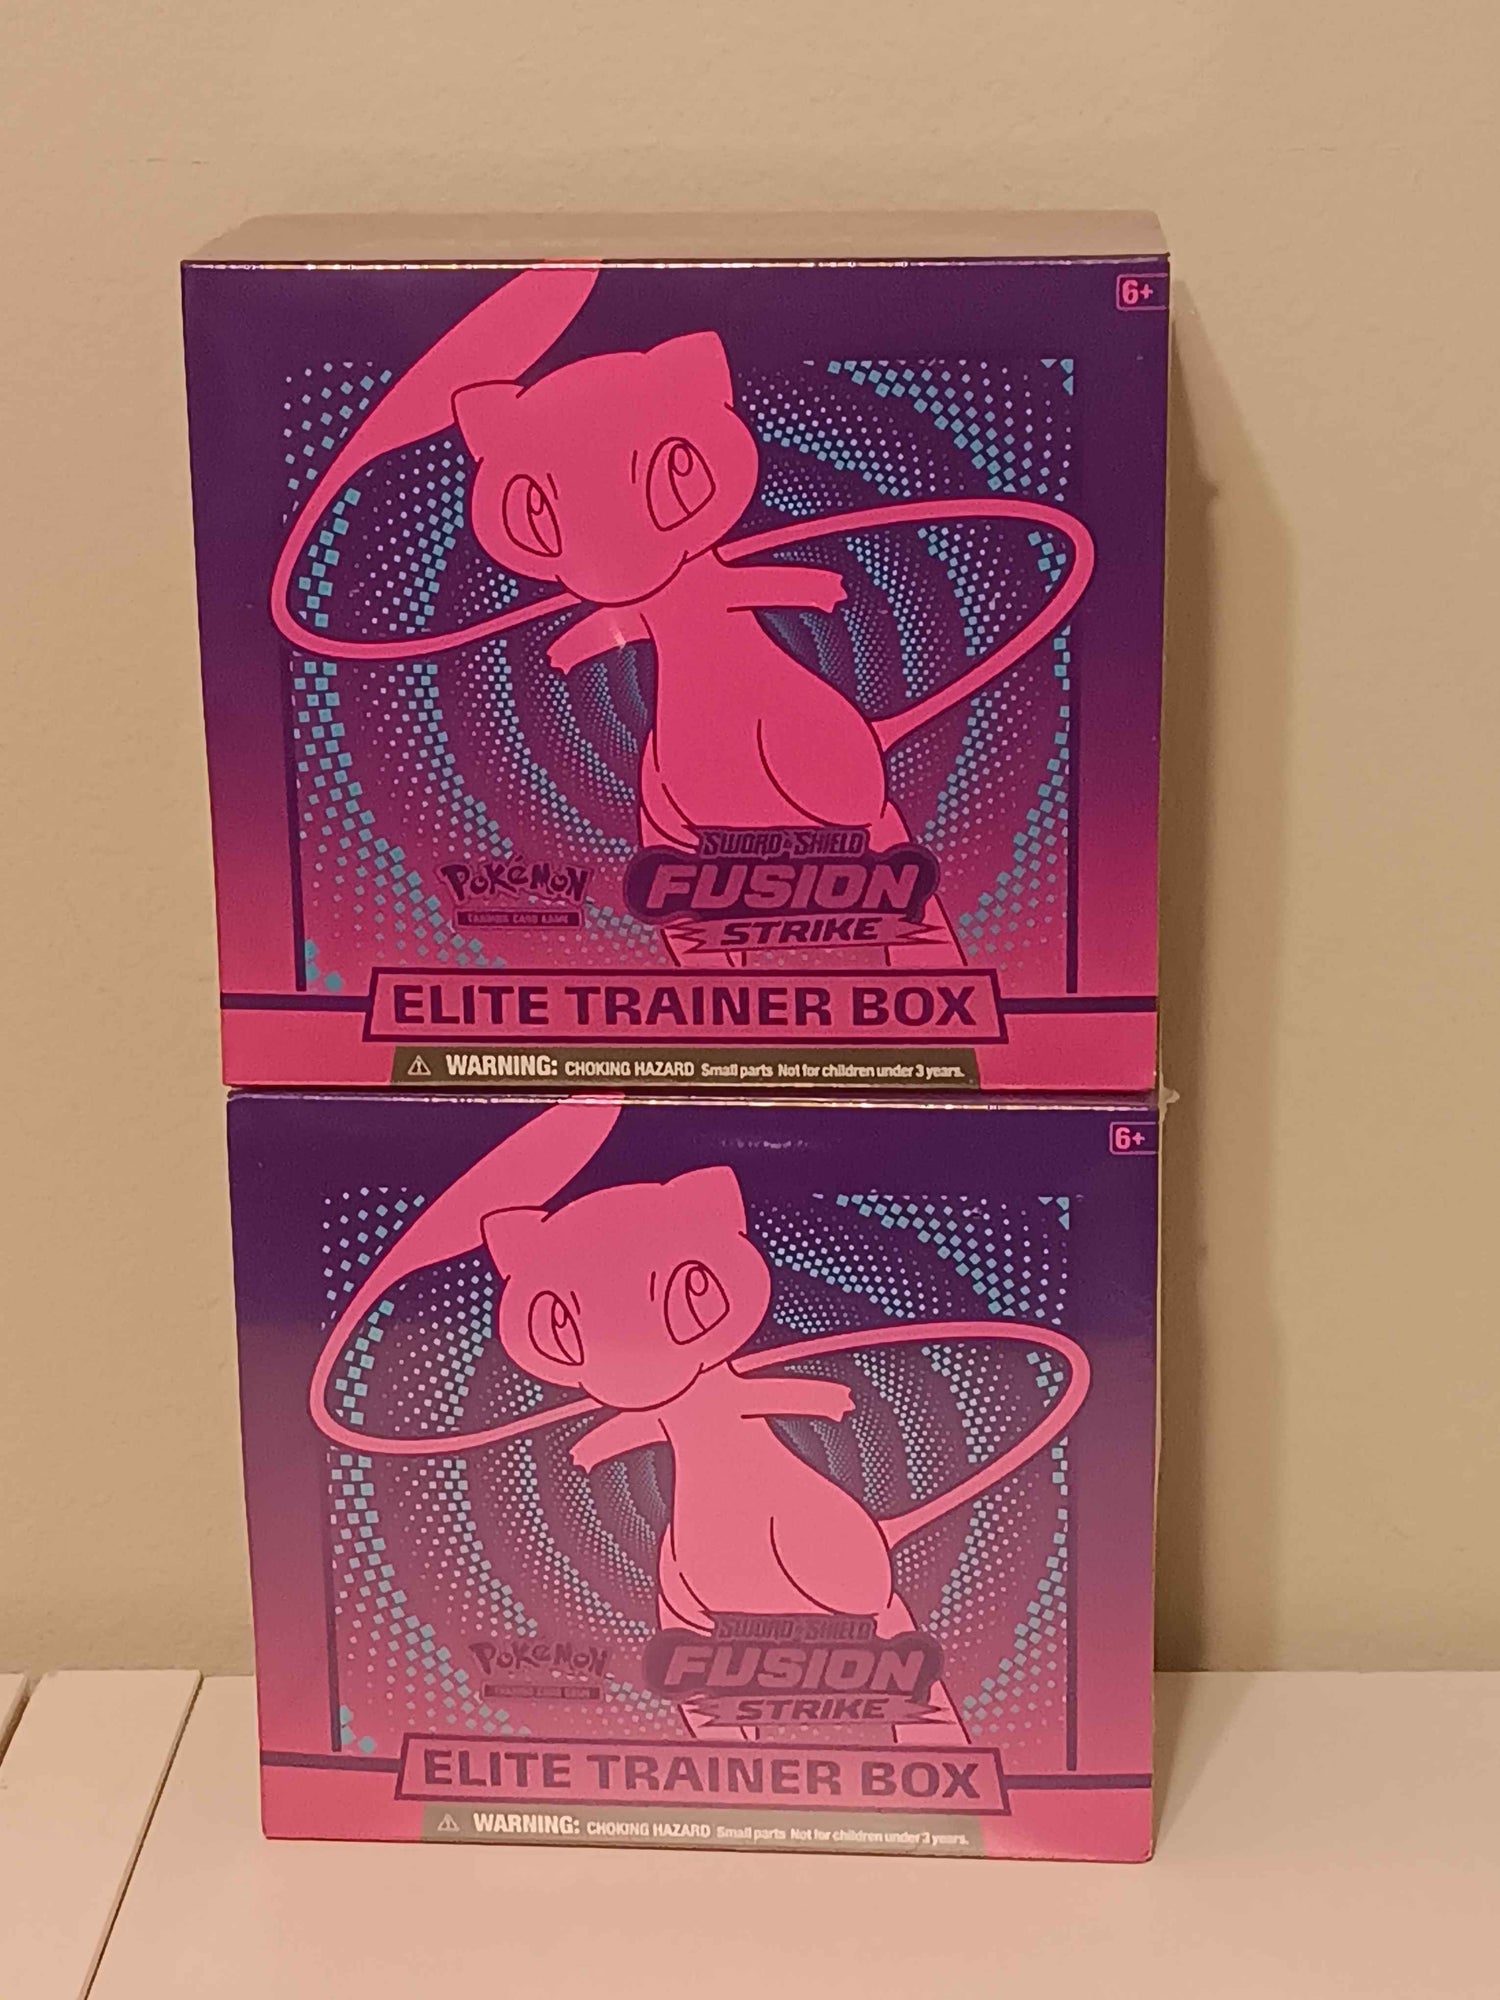 6+
SWORD & SHIELD
POKéMON
FUSION
TRADING CARD GAME
STRIKE
ELITE TRAINER BOX
WARNING: CHOKING HAZARD Small parts Not for children under 3 years.
6+
SWORD & SHIELD
POKéMON
FUSION
TRADING CARD GAME
STRIKE
ELITE TRAINER BOX
WARNING: CHOKING HAZARD Small parts Not for children under 3 years.